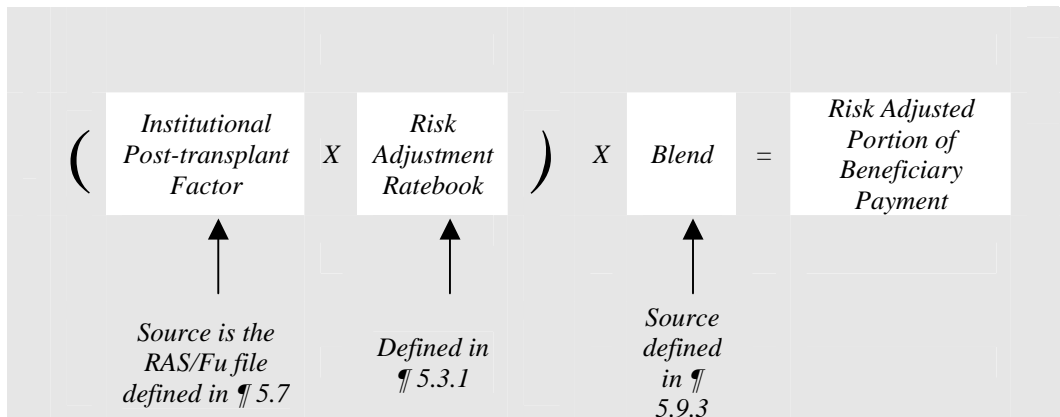 (
Institutional
Post-transplant
Factor
X
Risk
Adjustment
Ratebook
)
X
Blend
=
Risk Adjusted
Portion of
Beneficiary
Payment
Source is the
RAS/Fu file
defined in ¶ 5.7
Defined in
¶ 5.3.1
Source
defined
in ¶
5.9.3